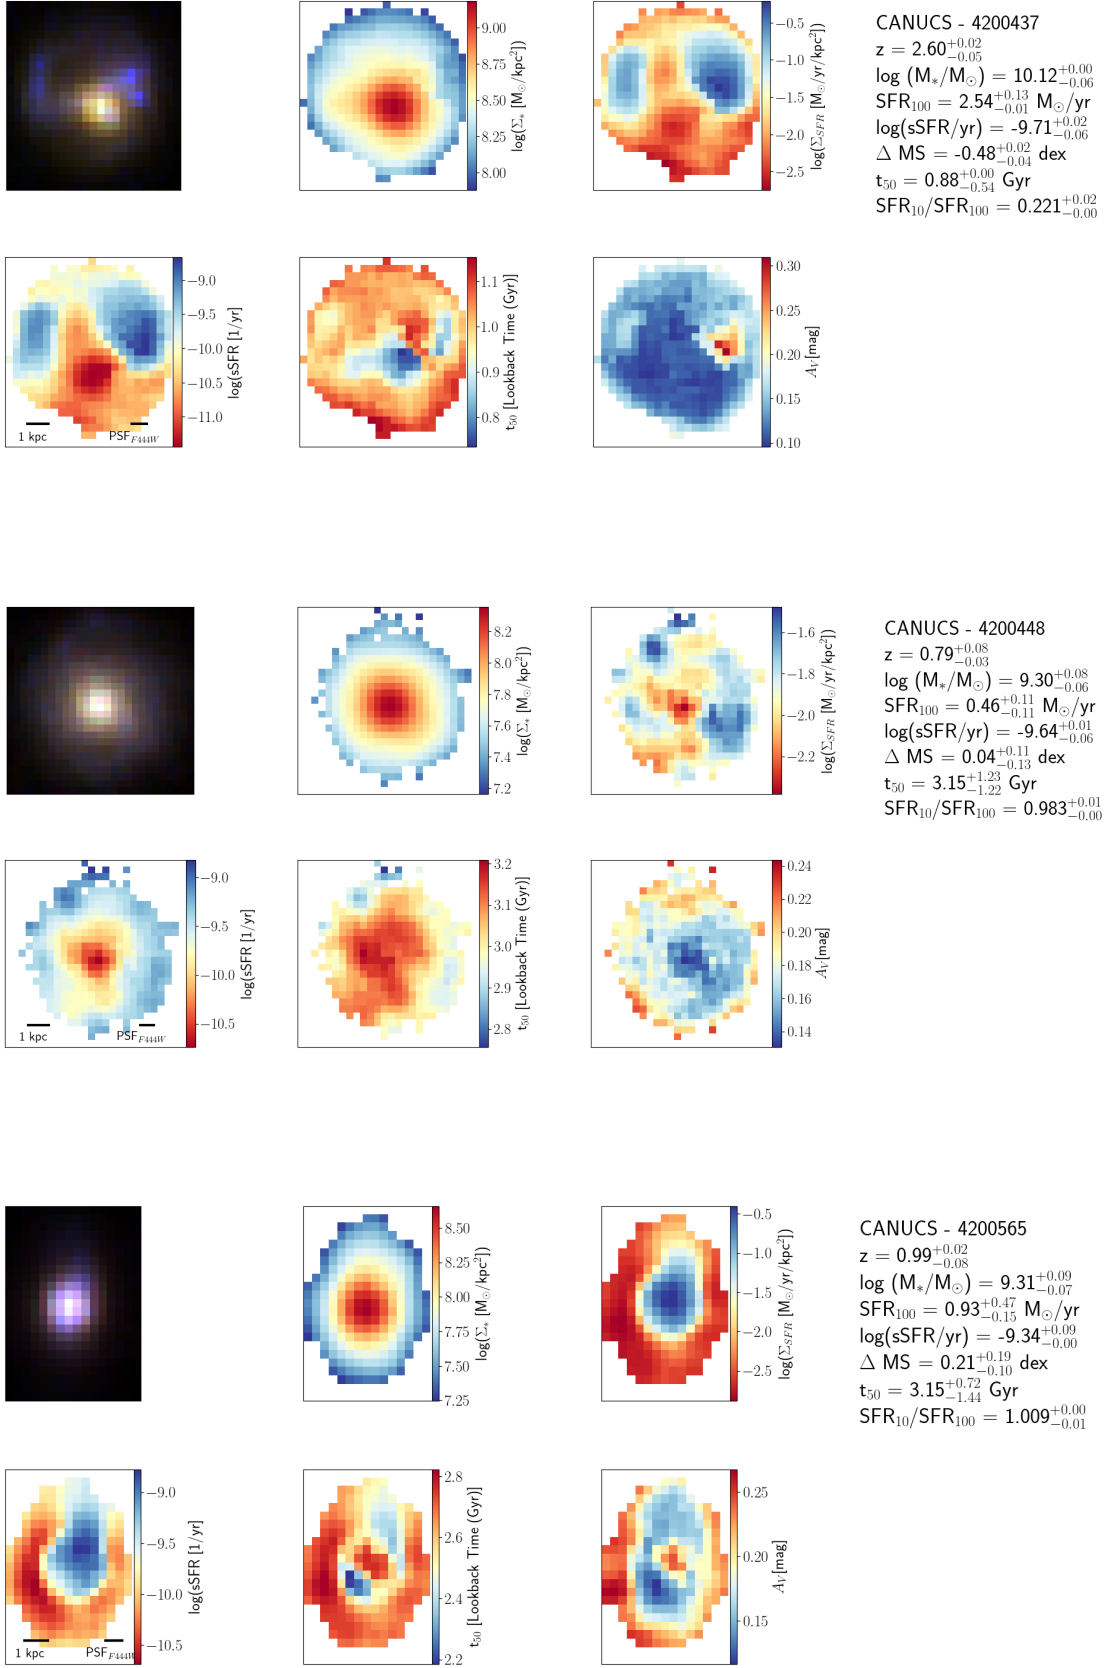 9.00
8.75
8.50
8.25
8.00
log(Σ* [M⊙/kpc²])
−0.5
−1.0
−1.5
−2.0
−2.5
log(Σ_SFR [M⊙/yr/kpc²])
CANUCS - 4200437
z = 2.60^{+0.02}_{-0.05}
log (M*/M⊙) = 10.12^{+0.00}_{-0.06}
SFR₁₀₀ = 2.54^{+0.13}_{-0.01} M⊙/yr
log(sSFR/yr) = -9.71^{+0.02}_{-0.06}
Δ MS = -0.48^{+0.02}_{-0.04} dex
t₅₀ = 0.88^{+0.00}_{-0.54} Gyr
SFR₁₀/SFR₁₀₀ = 0.221^{+0.02}_{-0.00}
1 kpc
PSF_F444W
−9.0
−9.5
−10.0
−10.5
−11.0
log(sSFR [1/yr]
1.1
1.0
0.9
0.8
t₅₀ [Lookback Time (Gyr)]
0.30
0.25
0.20
0.15
0.10
A_V[mag]
8.2
8.0
7.8
7.6
7.4
7.2
log(Σ* [M⊙/kpc²])
−1.6
−1.8
−2.0
−2.2
log(Σ_SFR [M⊙/yr/kpc²])
CANUCS - 4200448
z = 0.79^{+0.08}_{-0.03}
log (M*/M⊙) = 9.30^{+0.08}_{-0.06}
SFR₁₀₀ = 0.46^{+0.11}_{-0.11} M⊙/yr
log(sSFR/yr) = -9.64^{+0.01}_{-0.06}
Δ MS = 0.04^{+0.11}_{-0.13} dex
t₅₀ = 3.15^{+1.23}_{-1.22} Gyr
SFR₁₀/SFR₁₀₀ = 0.983^{+0.01}_{-0.00}
1 kpc
PSF_F444W
−9.0
−9.5
−10.0
−10.5
log(sSFR [1/yr]
3.2
3.1
3.0
2.9
2.8
t₅₀ [Lookback Time (Gyr)]
0.24
0.22
0.20
0.18
0.16
0.14
A_V[mag]
8.50
8.25
8.00
7.75
7.50
7.25
log(Σ* [M⊙/kpc²])
−0.5
−1.0
−1.5
−2.0
−2.5
log(Σ_SFR [M⊙/yr/kpc²])
CANUCS - 4200565
z = 0.99^{+0.02}_{-0.08}
log (M*/M⊙) = 9.31^{+0.09}_{-0.07}
SFR₁₀₀ = 0.93^{+0.47}_{-0.15} M⊙/yr
log(sSFR/yr) = -9.34^{+0.09}_{-0.00}
Δ MS = 0.21^{+0.19}_{-0.10} dex
t₅₀ = 3.15^{+0.72}_{-1.44} Gyr
SFR₁₀/SFR₁₀₀ = 1.009^{+0.00}_{-0.01}
1 kpc
PSF_F444W
−9.0
−9.5
−10.0
−10.5
log(sSFR [1/yr]
2.8
2.6
2.4
2.2
t₅₀ [Lookback Time (Gyr)]
0.25
0.20
0.15
A_V[mag]